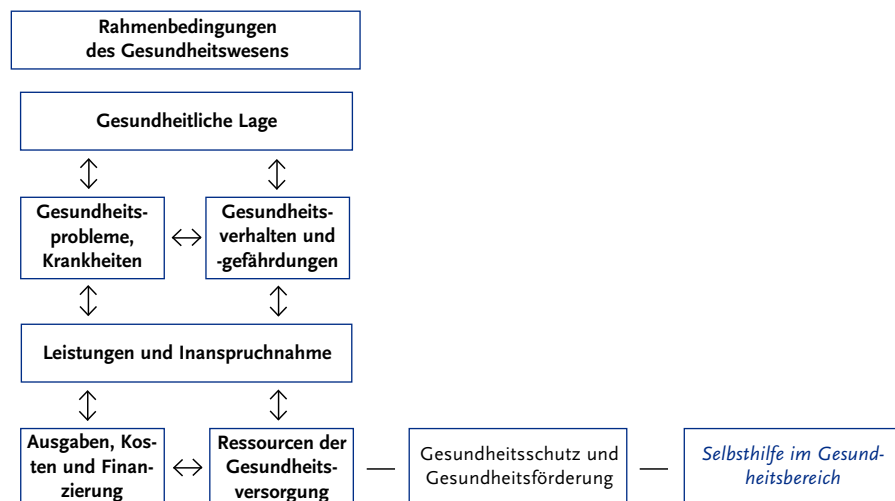 Rahmenbedingungen
des Gesundheitswesens
Gesundheitliche Lage
Gesundheits-
probleme,
Krankheiten
Gesundheits-
verhalten und
-gefährdungen
Leistungen und Inanspruchnahme
Ausgaben, Kos-
ten und Finan-
zierung
Ressourcen der
Gesundheits-
versorgung
Gesundheitsschutz und
Gesundheitsförderung
Selbsthilfe im Gesund-
heitsbereich